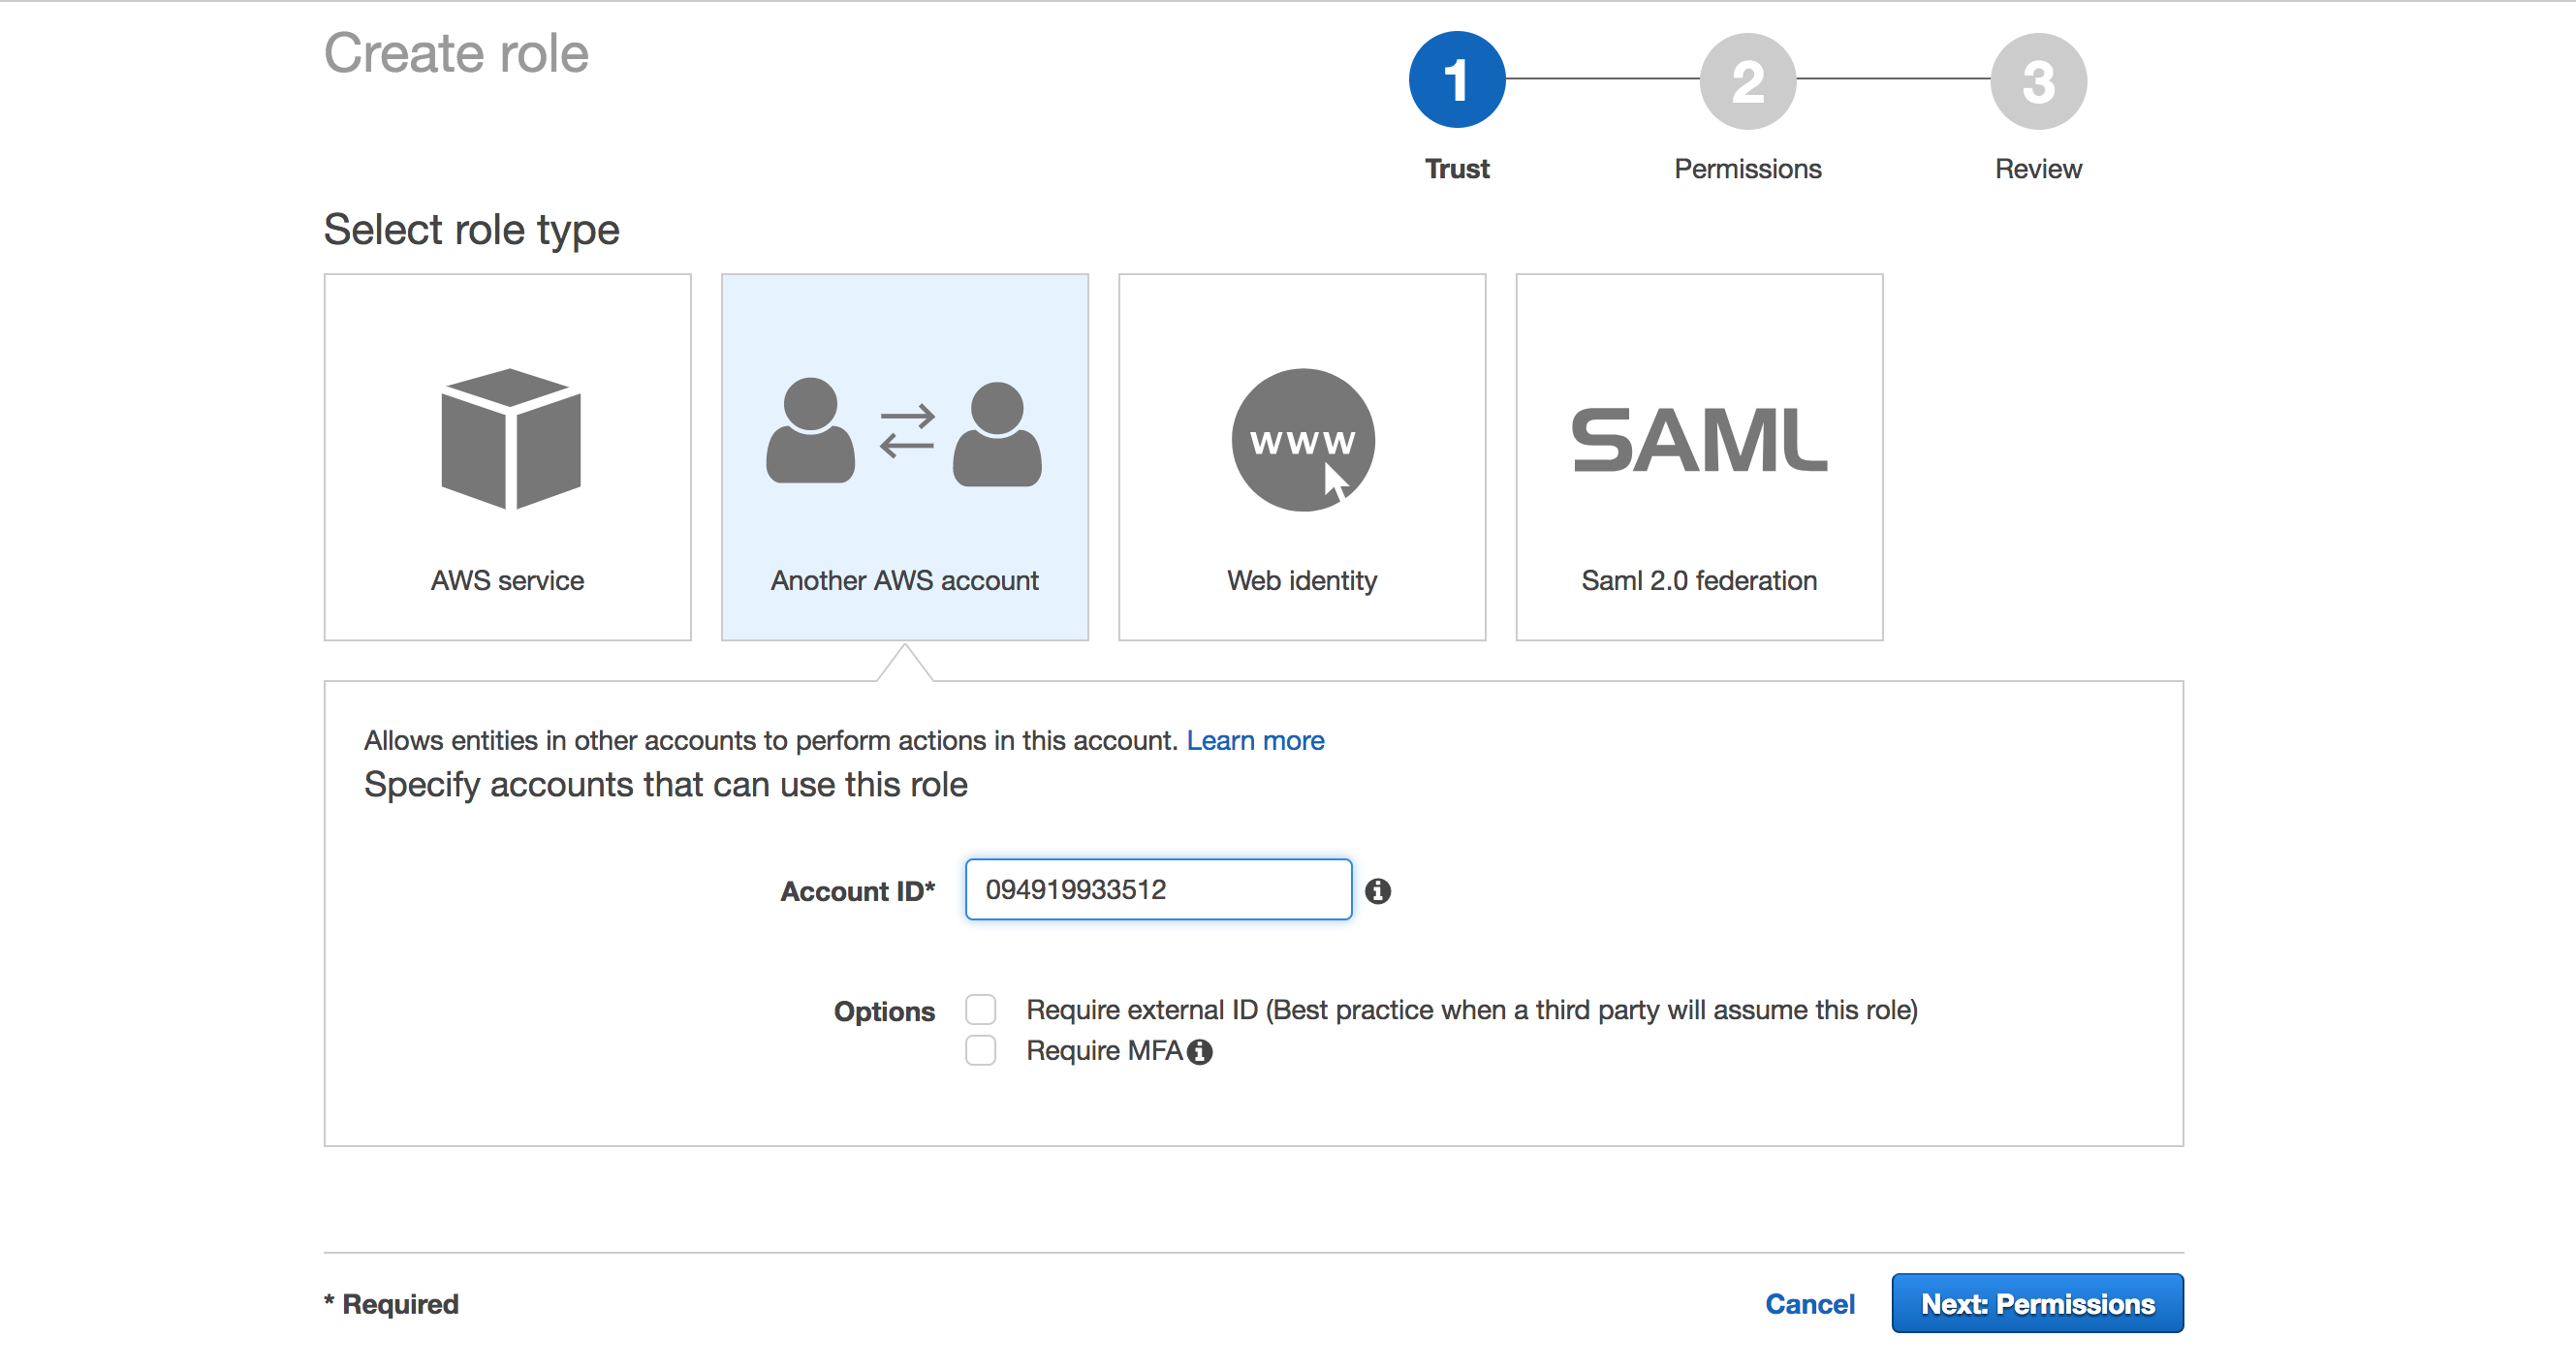 Create role
1
2
3
Trust
Permissions
Review
Select role type
www
SAML
AWS service
Another AWS account
Web identity
Saml 2.0 federation
Allows entities in other accounts to perform actions in this account. Learn more
Specify accounts that can use this role
Account ID* 094919933512 i
Options Require external ID (Best practice when a third party will assume this role)
Require MFA i
* Required
Cancel
Next: Permissions